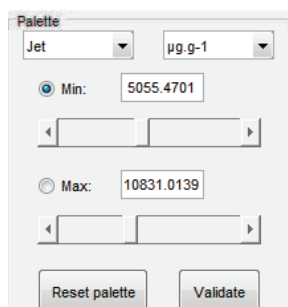 Palette
Jet µg.g-1
Min: 5055.4701
Max: 10831.0139
Reset palette Validate